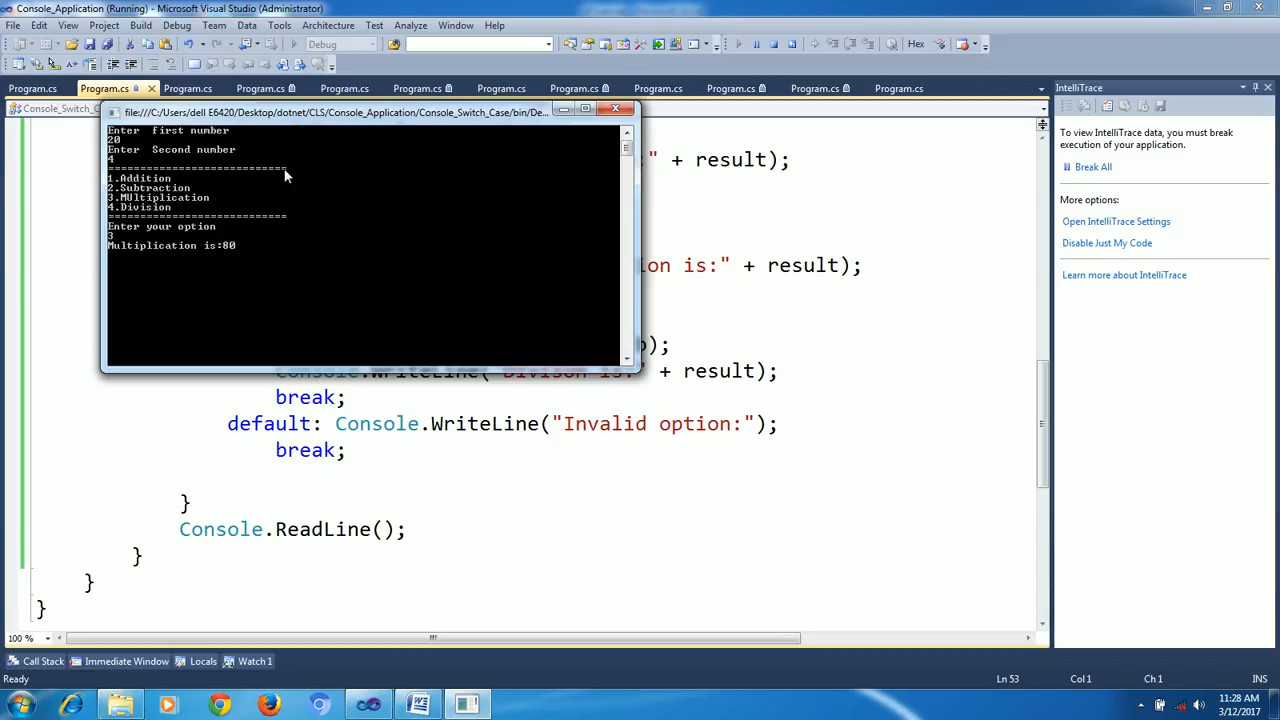 Console_Application (Running) - Microsoft Visual Studio (Administrator)
File Edit View Project Build Debug Team Data Tools Architecture Test Analyze Window Help
Debug Hex
Program.cs Program.cs Program.cs Program.cs Program.cs Program.cs Program.cs Program.cs Program.cs Program.cs Program.cs
Console_Switch_Ca
file:///C:/Users/dell E6420/Desktop/dotnet/CLS/Console_Application/Console_Switch_Case/bin/De...
Enter  first number
20
Enter  Second number
4
============================
1.Addition
2.Subtraction
3.MUltiplication
4.Division
============================
Enter your option
3
Multiplication is:80
:" + result);
ion is:" + result);
);
" + result);
break;
default: Console.WriteLine("Invalid option:");
break;
}
Console.ReadLine();
}
}
}
100 %
IntelliTrace
To view IntelliTrace data, you must break
execution of your application.
Break All
More options:
Open IntelliTrace Settings
Disable Just My Code
Learn more about IntelliTrace
Call Stack Immediate Window Locals Watch 1
Ready Ln 53 Col 1 Ch 1 INS
11:28 AM
3/12/2017